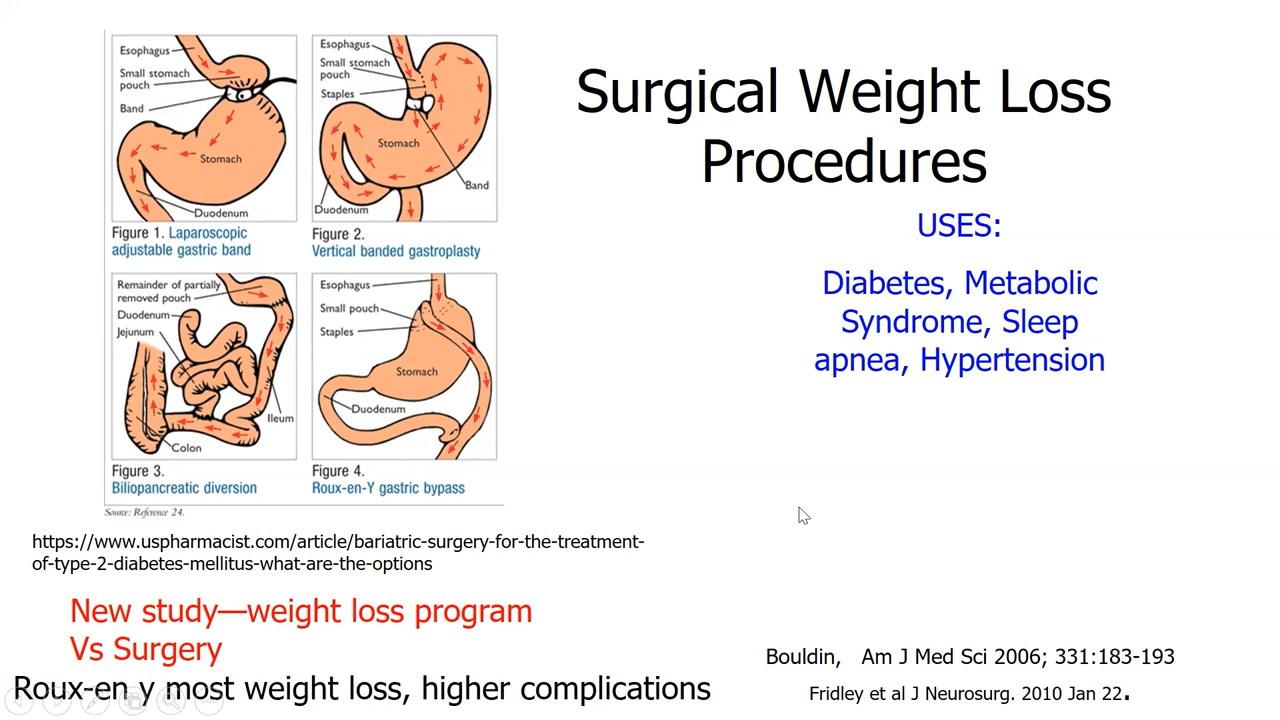 Surgical Weight Loss
Procedures
USES:
Diabetes, Metabolic
Syndrome, Sleep
apnea, Hypertension
Esophagus
Small stomach
pouch
Band
Stomach
Duodenum
Figure 1. Laparoscopic
adjustable gastric band
Esophagus
Small stomach
pouch
Staples
Stomach
Band
Duodenum
Figure 2.
Vertical banded gastroplasty
Remainder of partially
removed pouch
Duodenum
Jejunum
Ileum
Colon
Figure 3.
Biliopancreatic diversion
Esophagus
Small pouch
Staples
Stomach
Duodenum
Figure 4.
Roux-en-Y gastric bypass
Source: Reference 24.
https://www.uspharmacist.com/article/bariatric-surgery-for-the-treatment-
of-type-2-diabetes-mellitus-what-are-the-options
New study—weight loss program
Vs Surgery
Roux-en y most weight loss, higher complications
Bouldin, Am J Med Sci 2006; 331:183-193
Fridley et al J Neurosurg. 2010 Jan 22.